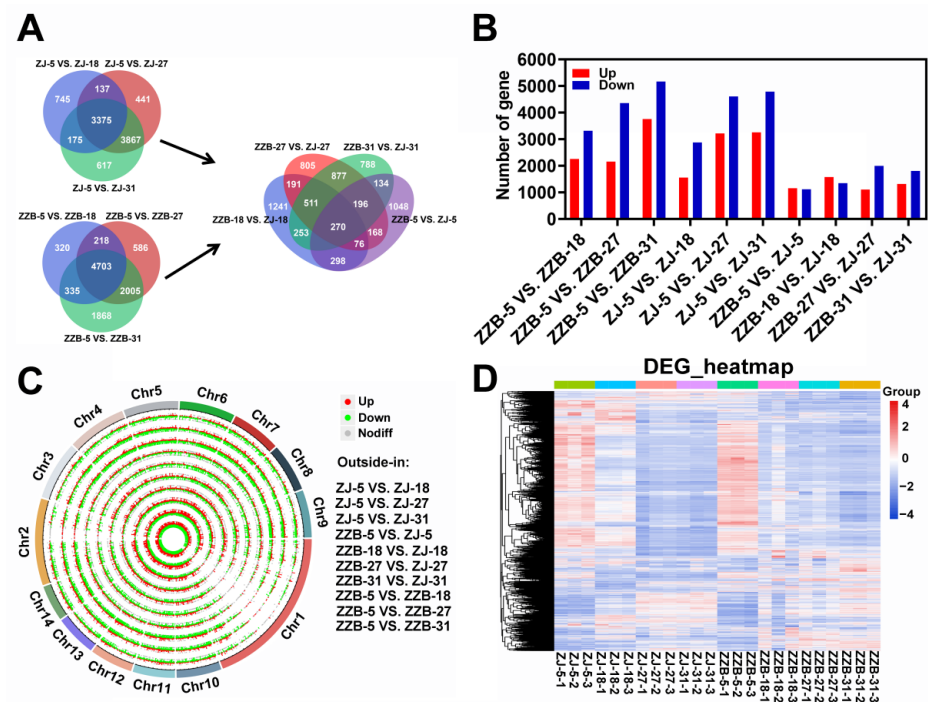 A
ZJ-5 VS. ZJ-18 ZJ-5 VS. ZJ-27
745 137 441
3375
175 3867
617
ZJ-5 VS. ZJ-31
ZZB-5 VS. ZZB-18 ZZB-5 VS. ZZB-27
320 218 586
4703
335 2005
1868
ZZB-5 VS. ZZB-31
ZZB-27 VS. ZJ-27 ZZB-31 VS. ZJ-31
805 788
877
191 134
511 196
1241 1048
ZZB-18 VS. ZJ-18 ZZB-5 VS. ZJ-5
270
253 168
76
298
B
Number of gene
6000
5000
4000
3000
2000
1000
0
Up
Down
ZZB-5 VS. ZZB-18
ZZB-5 VS. ZZB-27
ZZB-5 VS. ZZB-31
ZJ-5 VS. ZJ-18
ZJ-5 VS. ZJ-27
ZJ-5 VS. ZJ-31
ZZB-5 VS. ZJ-5
ZZB-18 VS. ZJ-18
ZZB-27 VS. ZJ-27
ZZB-31 VS. ZJ-31
C
Chr1
Chr2
Chr3
Chr4
Chr5
Chr6
Chr7
Chr8
Chr9
Chr10
Chr11
Chr12
Chr13
Chr14
Up
Down
Nodiff
Outside-in:
ZJ-5 VS. ZJ-18
ZJ-5 VS. ZJ-27
ZJ-5 VS. ZJ-31
ZZB-5 VS. ZJ-5
ZZB-18 VS. ZJ-18
ZZB-27 VS. ZJ-27
ZZB-31 VS. ZJ-31
ZZB-5 VS. ZZB-18
ZZB-5 VS. ZZB-27
ZZB-5 VS. ZZB-31
D
DEG_heatmap
Group
4
2
0
−2
−4
ZJ-5-1
ZJ-5-2
ZJ-5-3
ZJ-18-1
ZJ-18-2
ZJ-18-3
ZJ-27-1
ZJ-27-2
ZJ-27-3
ZJ-31-1
ZJ-31-2
ZJ-31-3
ZZB-5-1
ZZB-5-2
ZZB-5-3
ZZB-18-1
ZZB-18-2
ZZB-18-3
ZZB-27-1
ZZB-27-2
ZZB-27-3
ZZB-31-1
ZZB-31-2
ZZB-31-3